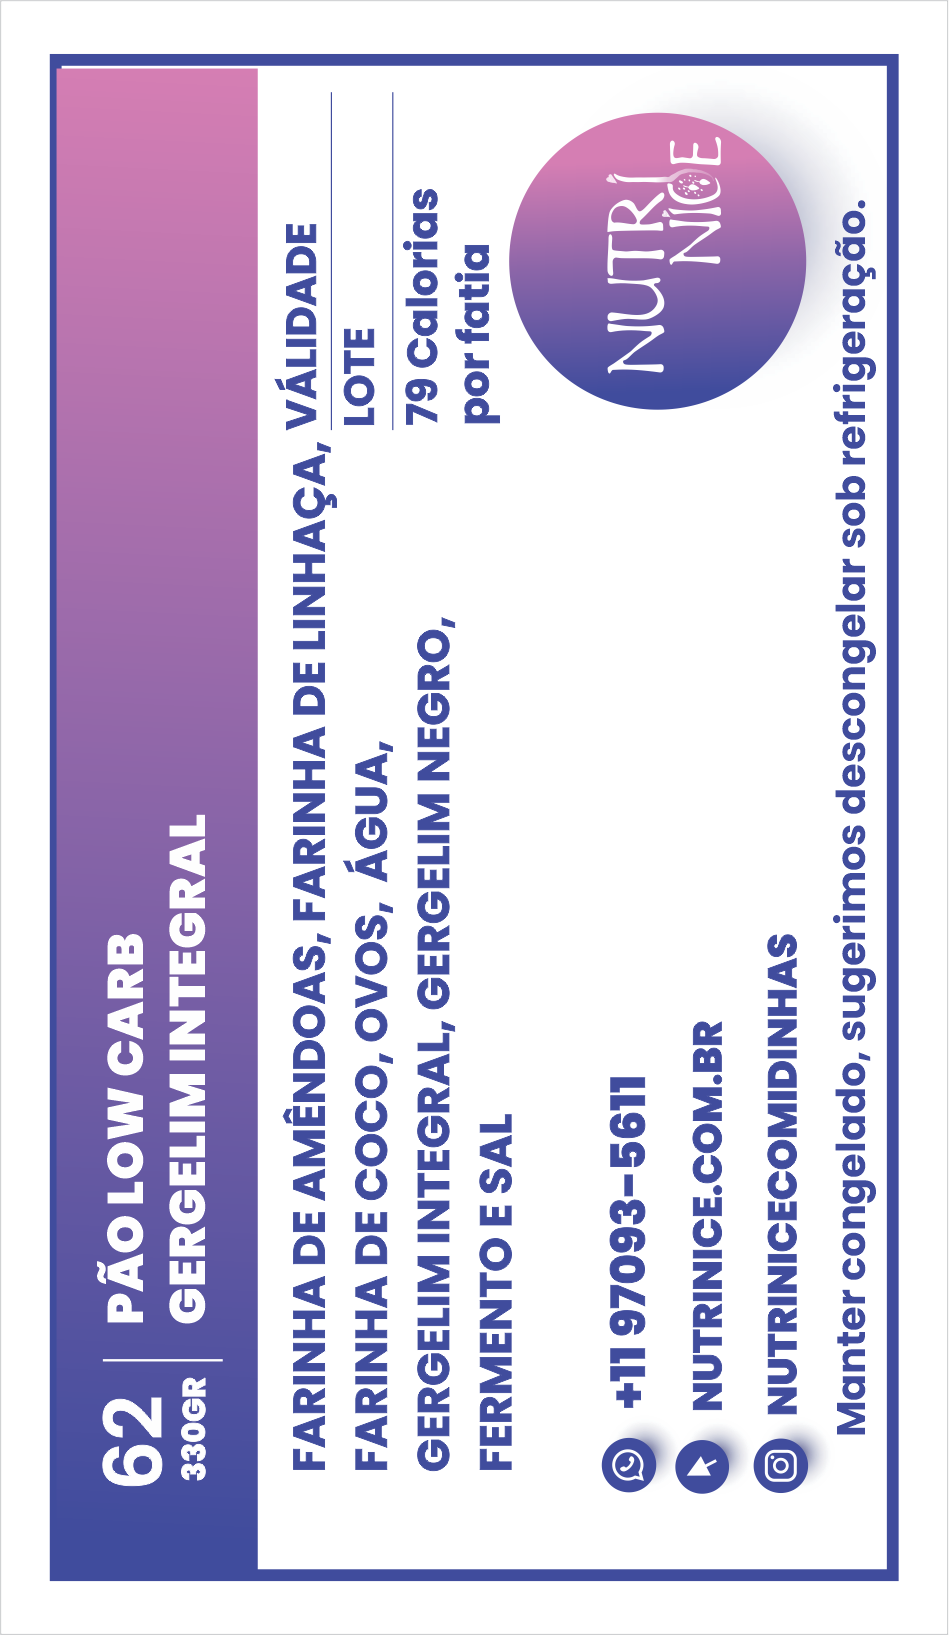 62
330GR
PÃO LOW CARB
GERGELIM INTEGRAL
FARINHA DE AMÊNDOAS, FARINHA DE LINHAÇA,
FARINHA DE COCO, OVOS, ÁGUA,
GERGELIM INTEGRAL, GERGELIM NEGRO,
FERMENTO E SAL
VÁLIDADE
LOTE
79 Calorias
por fatia
NUTRI
NICE
+11 97093-5611
NUTRINICE.COM.BR
NUTRINICECOMIDINHAS
Manter congelado, sugerimos descongelar sob refrigeração.